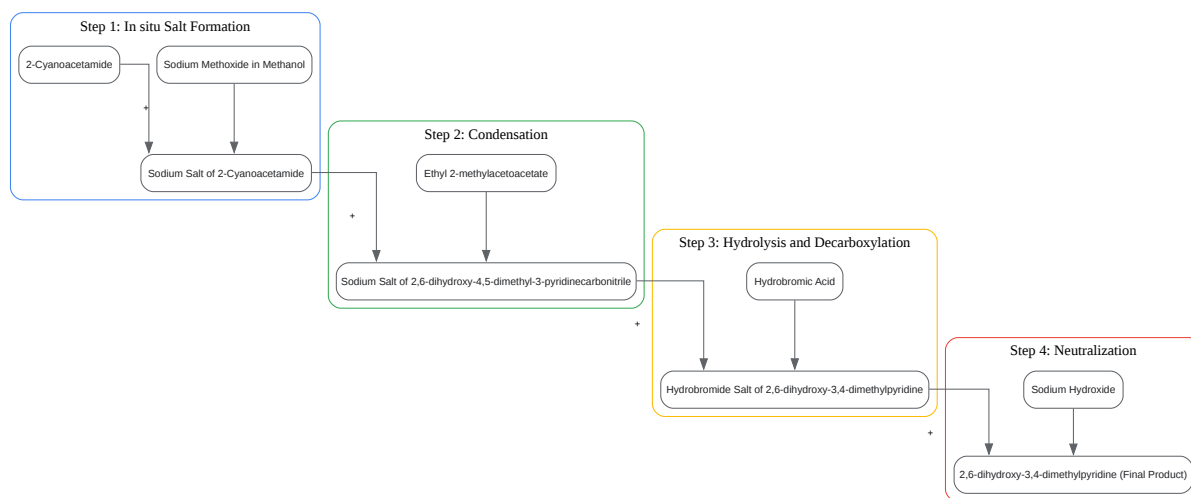 Step 1: In situ Salt Formation
2-Cyanoacetamide
Sodium Methoxide in Methanol
+
Sodium Salt of 2-Cyanoacetamide
Step 2: Condensation
Ethyl 2-methylacetoacetate
+
Sodium Salt of 2,6-dihydroxy-4,5-dimethyl-3-pyridinecarbonitrile
Step 3: Hydrolysis and Decarboxylation
Hydrobromic Acid
+
Hydrobromide Salt of 2,6-dihydroxy-3,4-dimethylpyridine
Step 4: Neutralization
Sodium Hydroxide
+
2,6-dihydroxy-3,4-dimethylpyridine (Final Product)